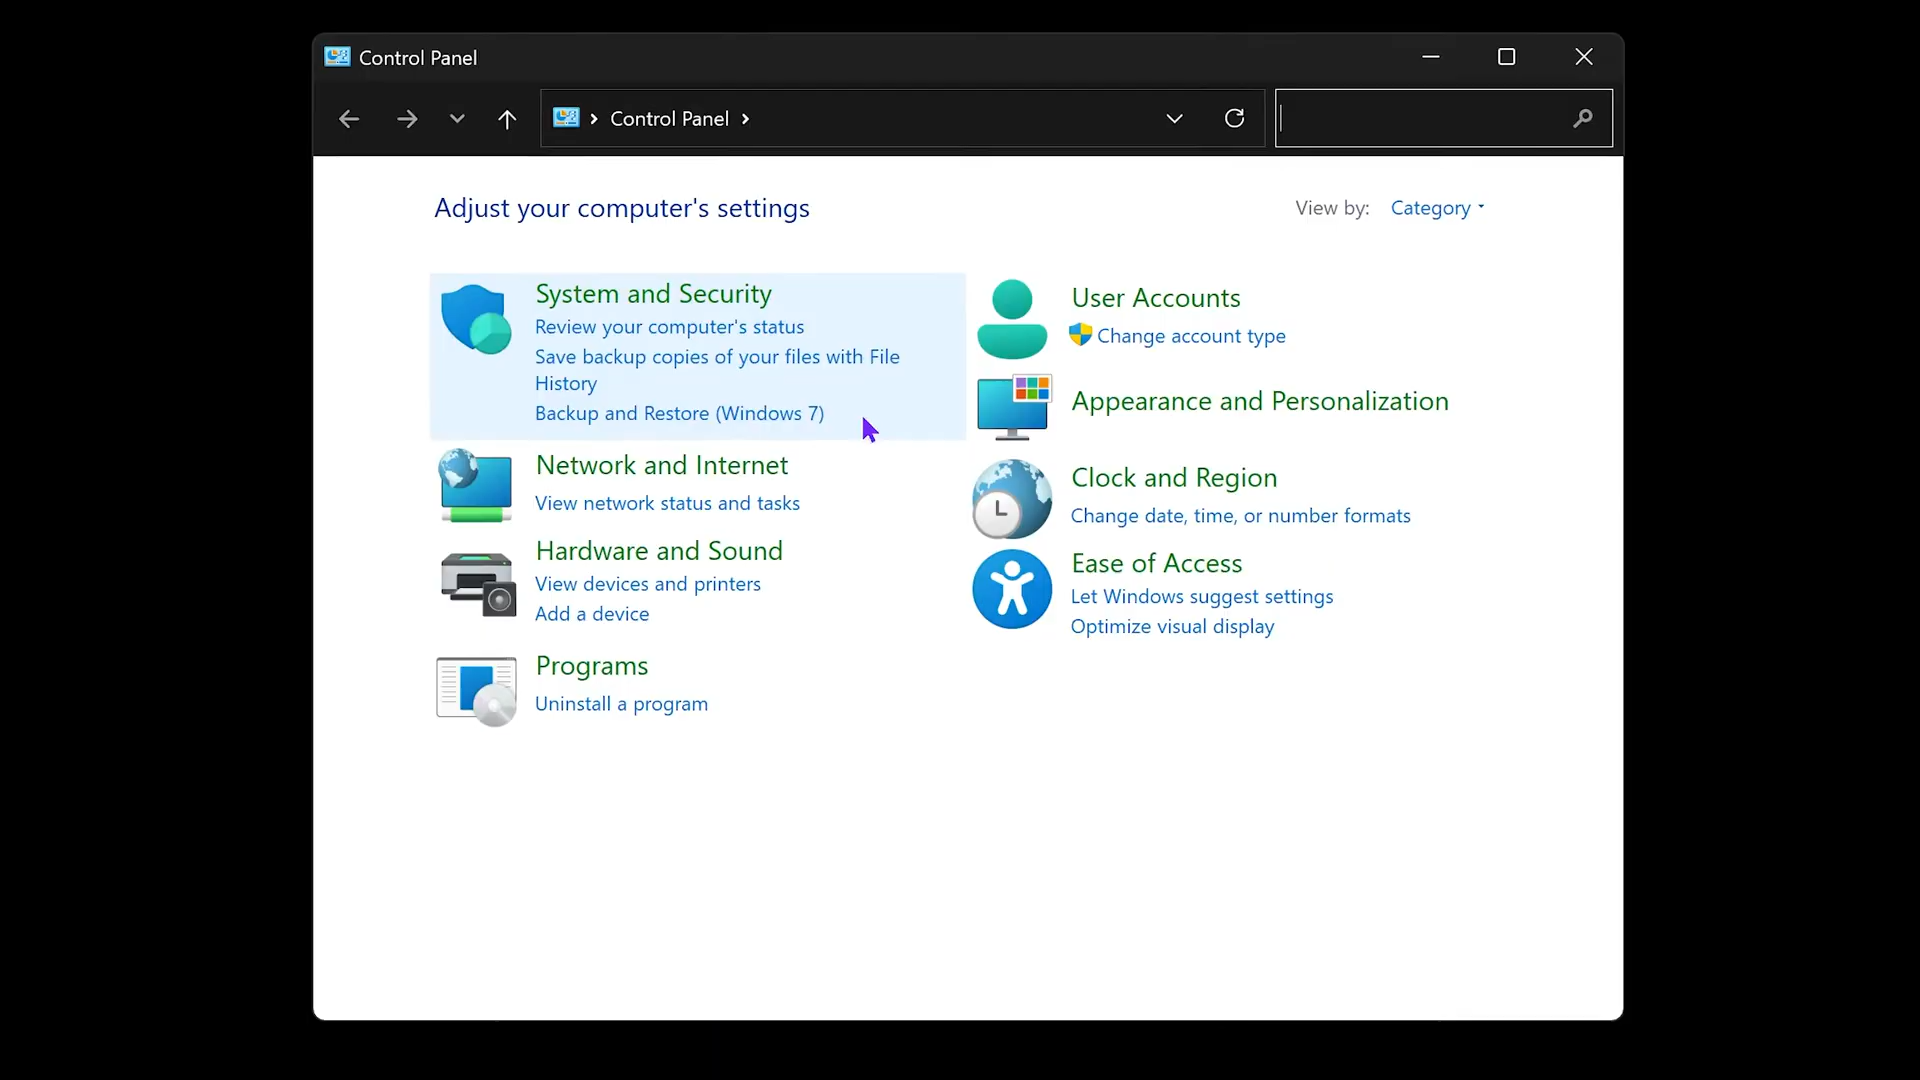 Control Panel
Control Panel
Adjust your computer's settings
View by: Category
System and Security
Review your computer's status
Save backup copies of your files with File
History
Backup and Restore (Windows 7)
Network and Internet
View network status and tasks
Hardware and Sound
View devices and printers
Add a device
Programs
Uninstall a program
User Accounts
Change account type
Appearance and Personalization
Clock and Region
Change date, time, or number formats
Ease of Access
Let Windows suggest settings
Optimize visual display